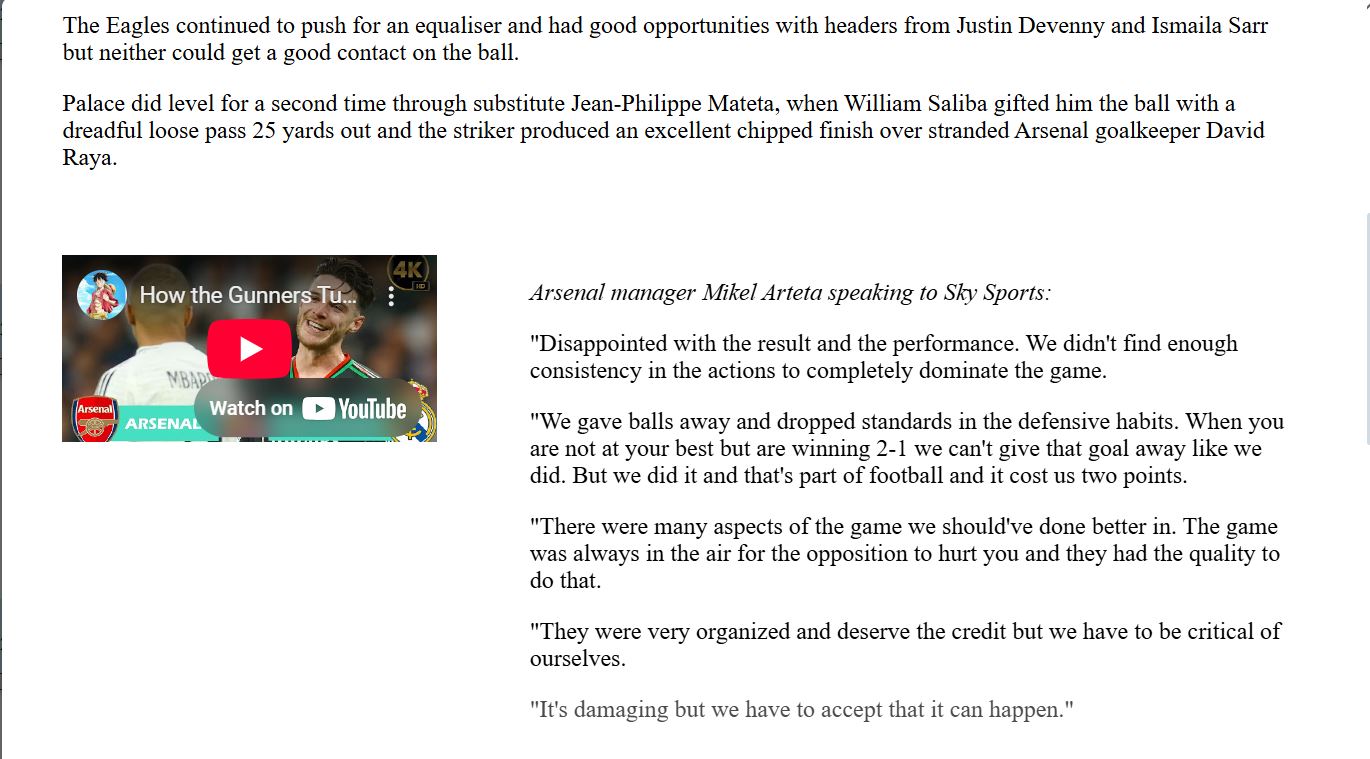 The Eagles continued to push for an equaliser and had good opportunities with headers from Justin Devenny and Ismaila Sarr
but neither could get a good contact on the ball.
Palace did level for a second time through substitute Jean-Philippe Mateta, when William Saliba gifted him the ball with a
dreadful loose pass 25 yards out and the striker produced an excellent chipped finish over stranded Arsenal goalkeeper David
Raya.
4K
HD
How the Gunners Tu...
MBAP
Arsenal
ARSENAL
Watch on YouTube
Arsenal manager Mikel Arteta speaking to Sky Sports:
"Disappointed with the result and the performance. We didn't find enough
consistency in the actions to completely dominate the game.
"We gave balls away and dropped standards in the defensive habits. When you
are not at your best but are winning 2-1 we can't give that goal away like we
did. But we did it and that's part of football and it cost us two points.
"There were many aspects of the game we should've done better in. The game
was always in the air for the opposition to hurt you and they had the quality to
do that.
"They were very organized and deserve the credit but we have to be critical of
ourselves.
"It's damaging but we have to accept that it can happen."